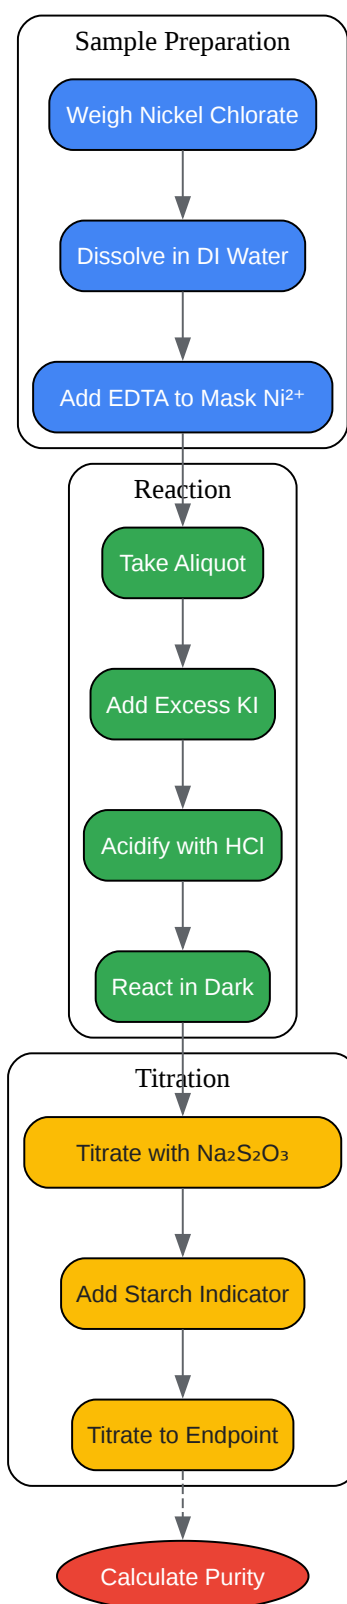 Sample Preparation
Weigh Nickel Chlorate
Dissolve in DI Water
Add EDTA to Mask Ni²⁺
Reaction
Take Aliquot
Add Excess KI
Acidify with HCl
React in Dark
Titration
Titrate with Na₂S₂O₃
Add Starch Indicator
Titrate to Endpoint
Calculate Purity